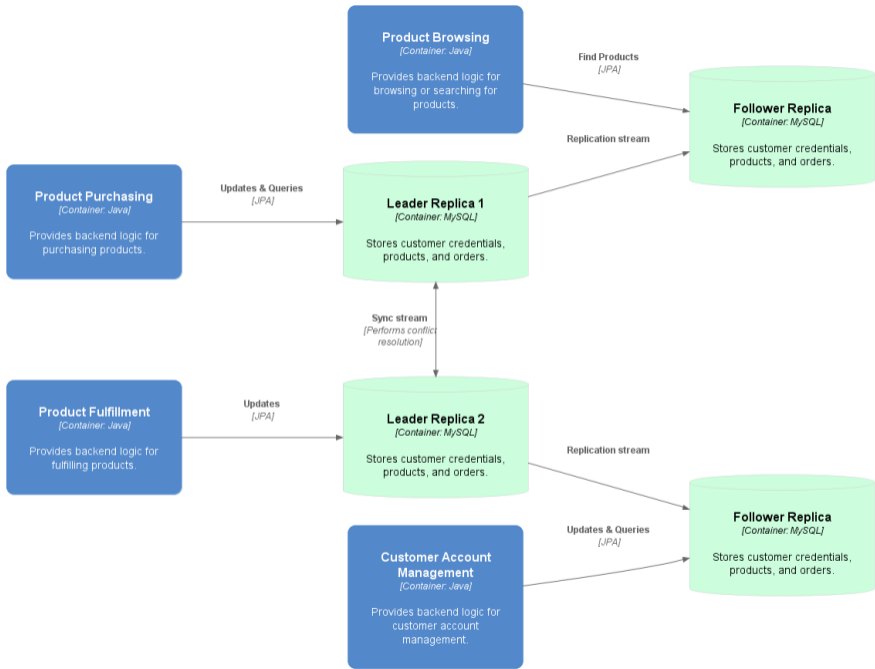 Product Browsing
[Container: Java]
Provides backend logic for
browsing or searching for
products.
Find Products
[JPA]
Follower Replica
[Container: MySQL]
Stores customer credentials,
products, and orders.
Replication stream
Product Purchasing
[Container: Java]
Provides backend logic for
purchasing products.
Updates & Queries
[JPA]
Leader Replica 1
[Container: MySQL]
Stores customer credentials,
products, and orders.
Sync stream
[Performs conflict
resolution]
Product Fulfillment
[Container: Java]
Provides backend logic for
fulfilling products.
Updates
[JPA]
Leader Replica 2
[Container: MySQL]
Stores customer credentials,
products, and orders.
Replication stream
Follower Replica
[Container: MySQL]
Stores customer credentials,
products, and orders.
Updates & Queries
[JPA]
Customer Account
Management
[Container: Java]
Provides backend logic for
customer account
management.